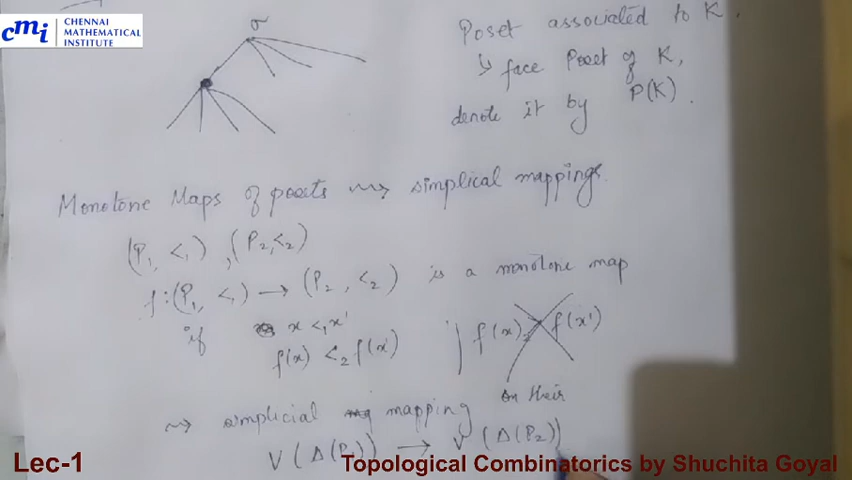 cmi CHENNAI
MATHEMATICAL
INSTITUTE
σ
Poset associated to K.
↳ face Poset of K,
denote it by P(K).
Monotone Maps of posets ⇝ simplical mappings.
(P₁, <₁), (P₂, <₂)
f: (P₁, <₁) → (P₂, <₂) is a monotone map
if x <₁ x'
f(x) <₂ f(x')
⇝ simplicial mapping on their
V(Δ(P₁)) → V(Δ(P₂))
Lec-1
Topological Combinatorics by Shuchita Goyal